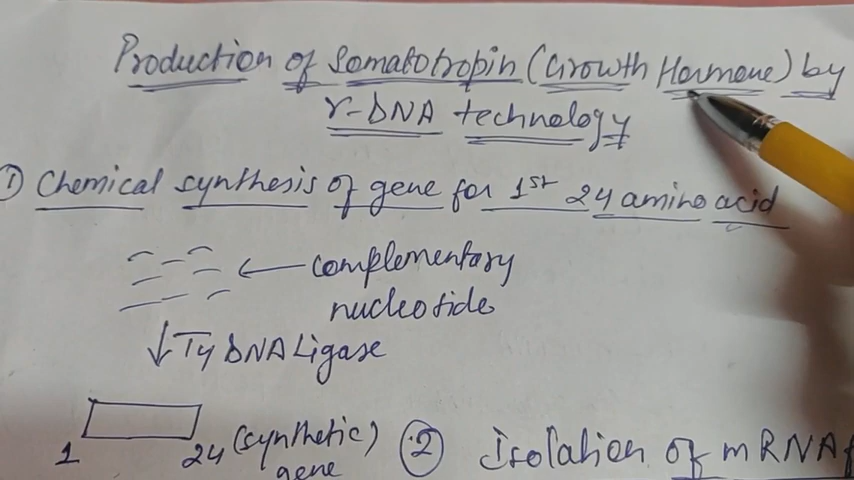 Production of Somatotropin (Growth Hormone) by
r-DNA technology
① Chemical synthesis of gene for 1st 24 amino acid
complementary
nucleotide
↓ T4 DNA Ligase
1 24 (synthetic)
gene
② isolation of mRNA